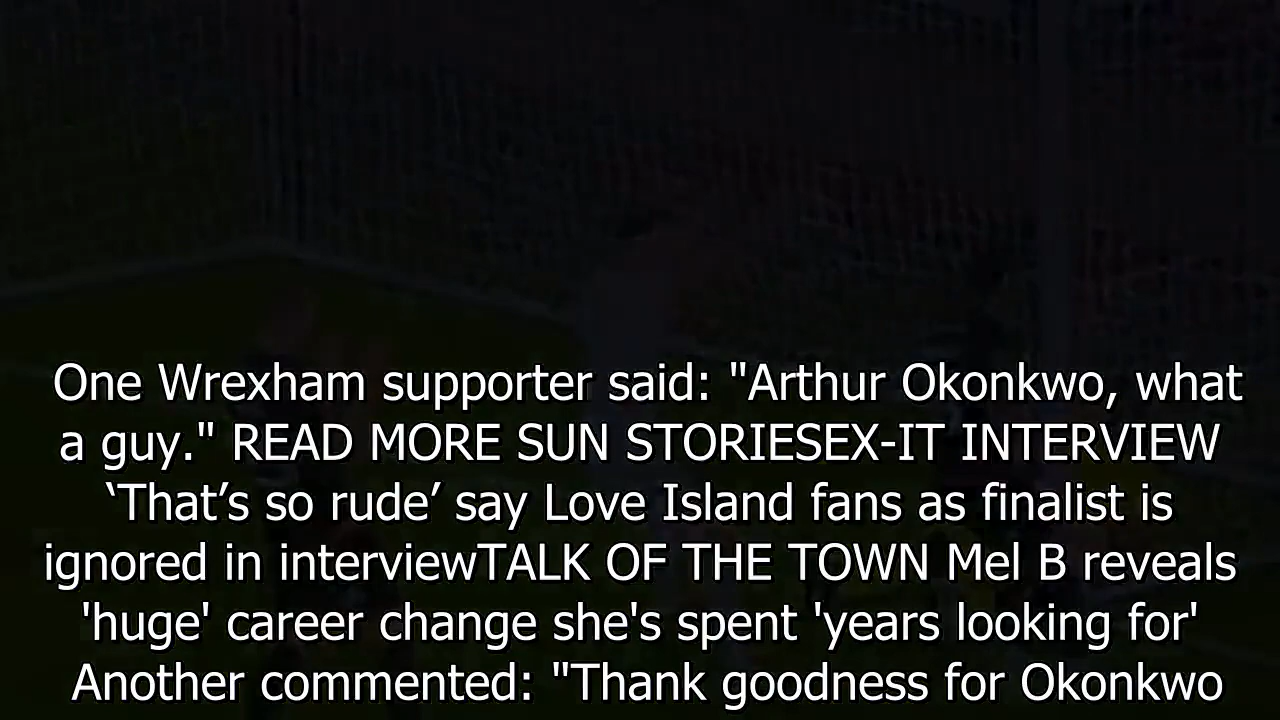 One Wrexham supporter said: "Arthur Okonkwo, what
a guy." READ MORE SUN STORIESEX-IT INTERVIEW
‘That’s so rude’ say Love Island fans as finalist is
ignored in interviewTALK OF THE TOWN Mel B reveals
'huge' career change she's spent 'years looking for'
Another commented: "Thank goodness for Okonkwo